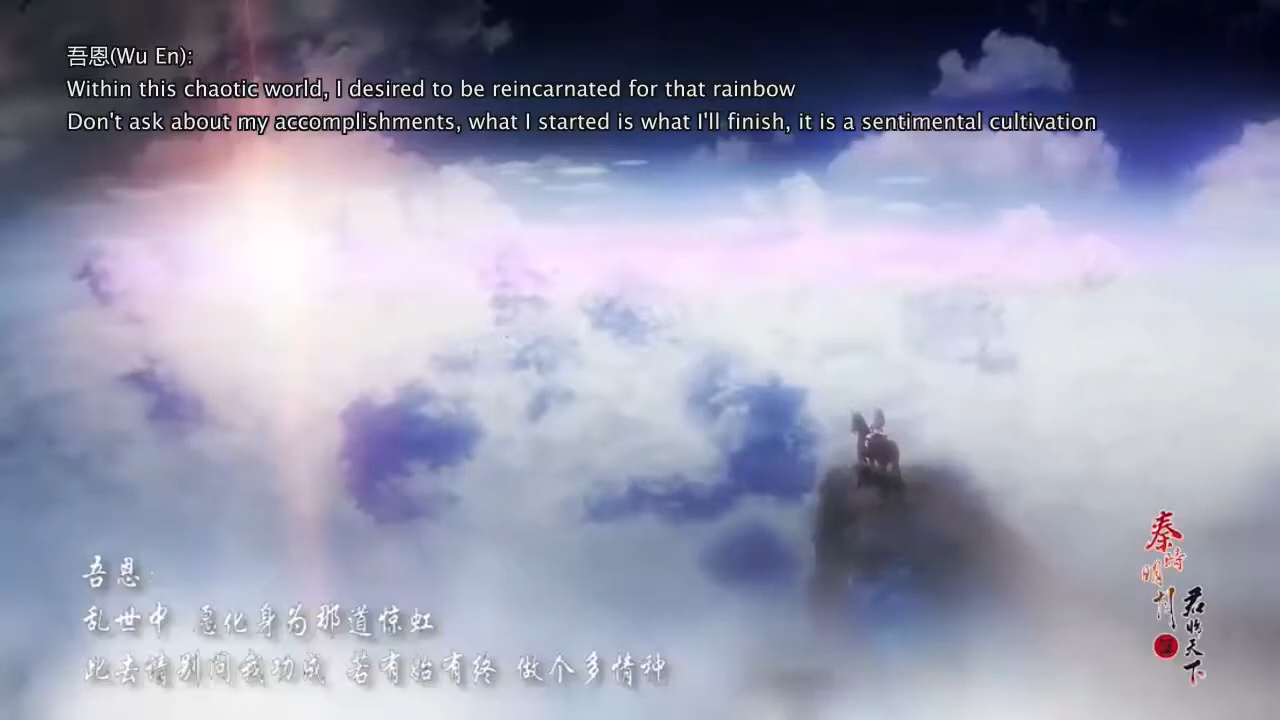 吾恩(Wu En):
Within this chaotic world, I desired to be reincarnated for that rainbow
Don't ask about my accomplishments, what I started is what I'll finish, it is a sentimental cultivation
吾恩:
乱世中 愿化身为那道惊虹
此去请别问我功成 若有始有终 做个多情种
秦時明月
君临天下